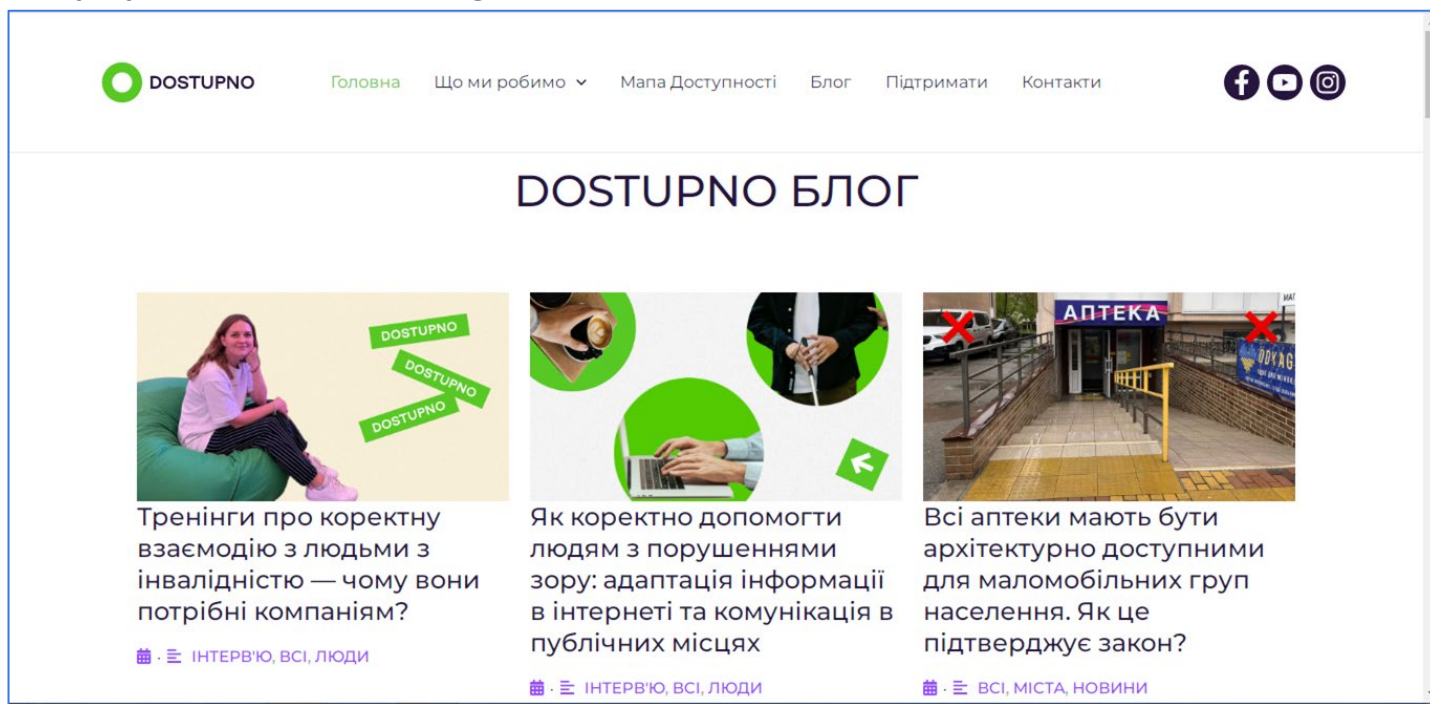 DOSTUPNO
Головна Що ми робимо Мапа Доступності Блог Підтримати Контакти
DOSTUPNO БЛОГ
DOSTUPNO
DOSTUPNO
DOSTUPNO
АПТЕКА
Тренінги про коректну
взаємодію з людьми з
інвалідністю — чому вони
потрібні компаніям?
ІНТЕРВ'Ю, ВСІ, ЛЮДИ
Як коректно допомогти
людям з порушеннями
зору: адаптація інформації
в інтернеті та комунікація в
публічних місцях
ІНТЕРВ'Ю, ВСІ, ЛЮДИ
Всі аптеки мають бути
архітектурно доступними
для маломобільних груп
населення. Як це
підтверджує закон?
ВСІ, МІСТА, НОВИНИ